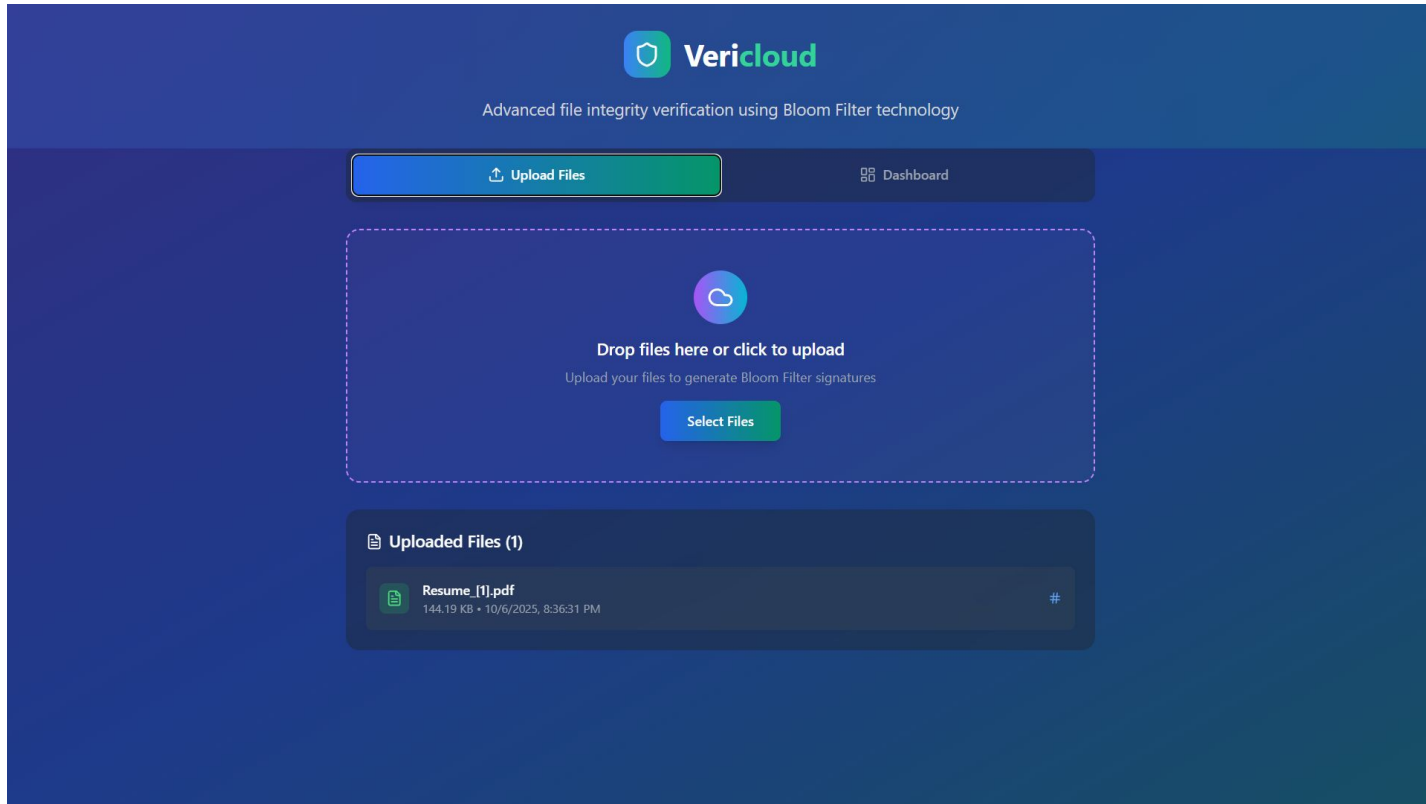 Vericloud
Advanced file integrity verification using Bloom Filter technology
Upload Files
Dashboard
Drop files here or click to upload
Upload your files to generate Bloom Filter signatures
Select Files
Uploaded Files (1)
Resume_[1].pdf
144.19 KB • 10/6/2025, 8:36:31 PM
#